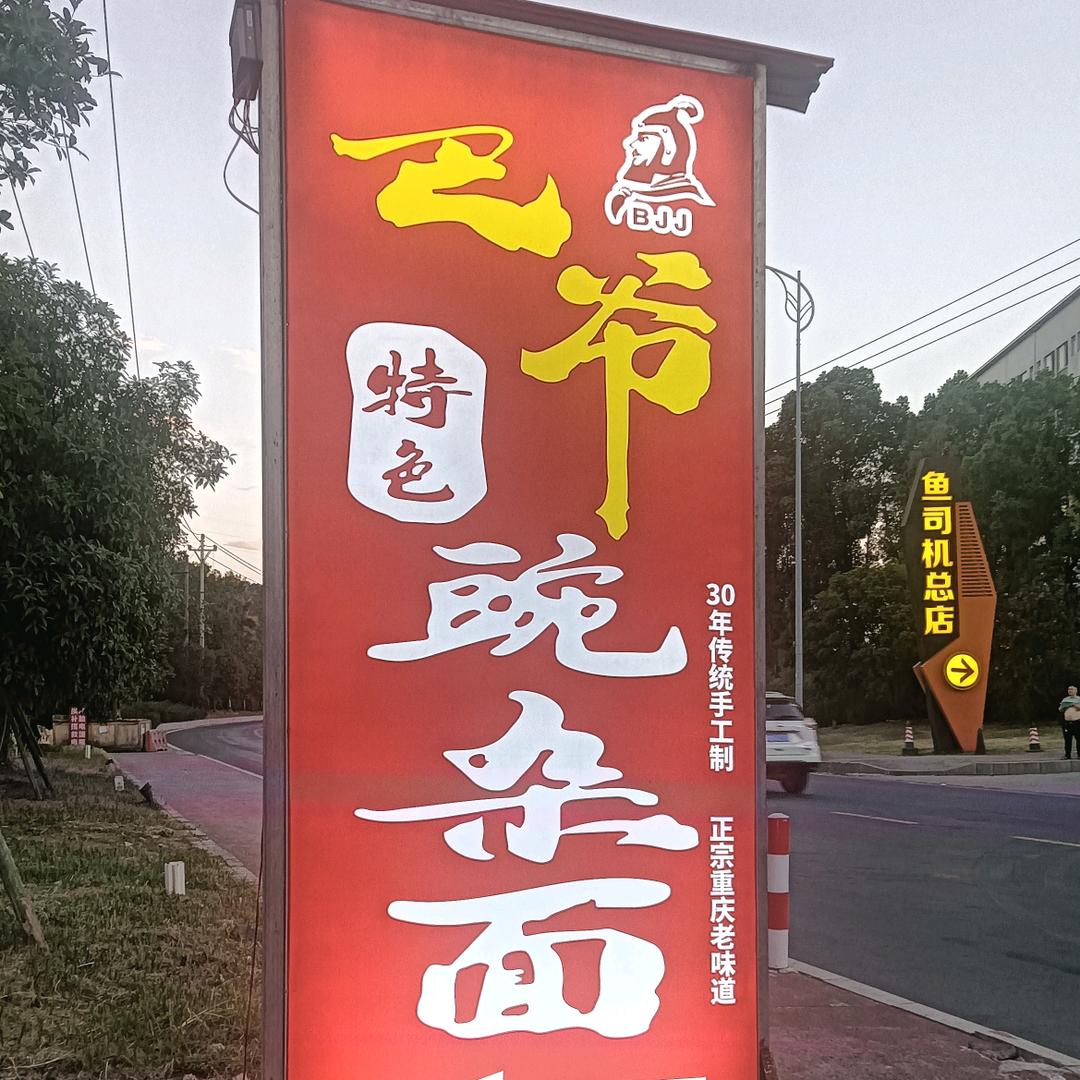 巴爷
BJJ
特色
豌杂面
30年传统手工制
正宗重庆老味道
鱼司机总店